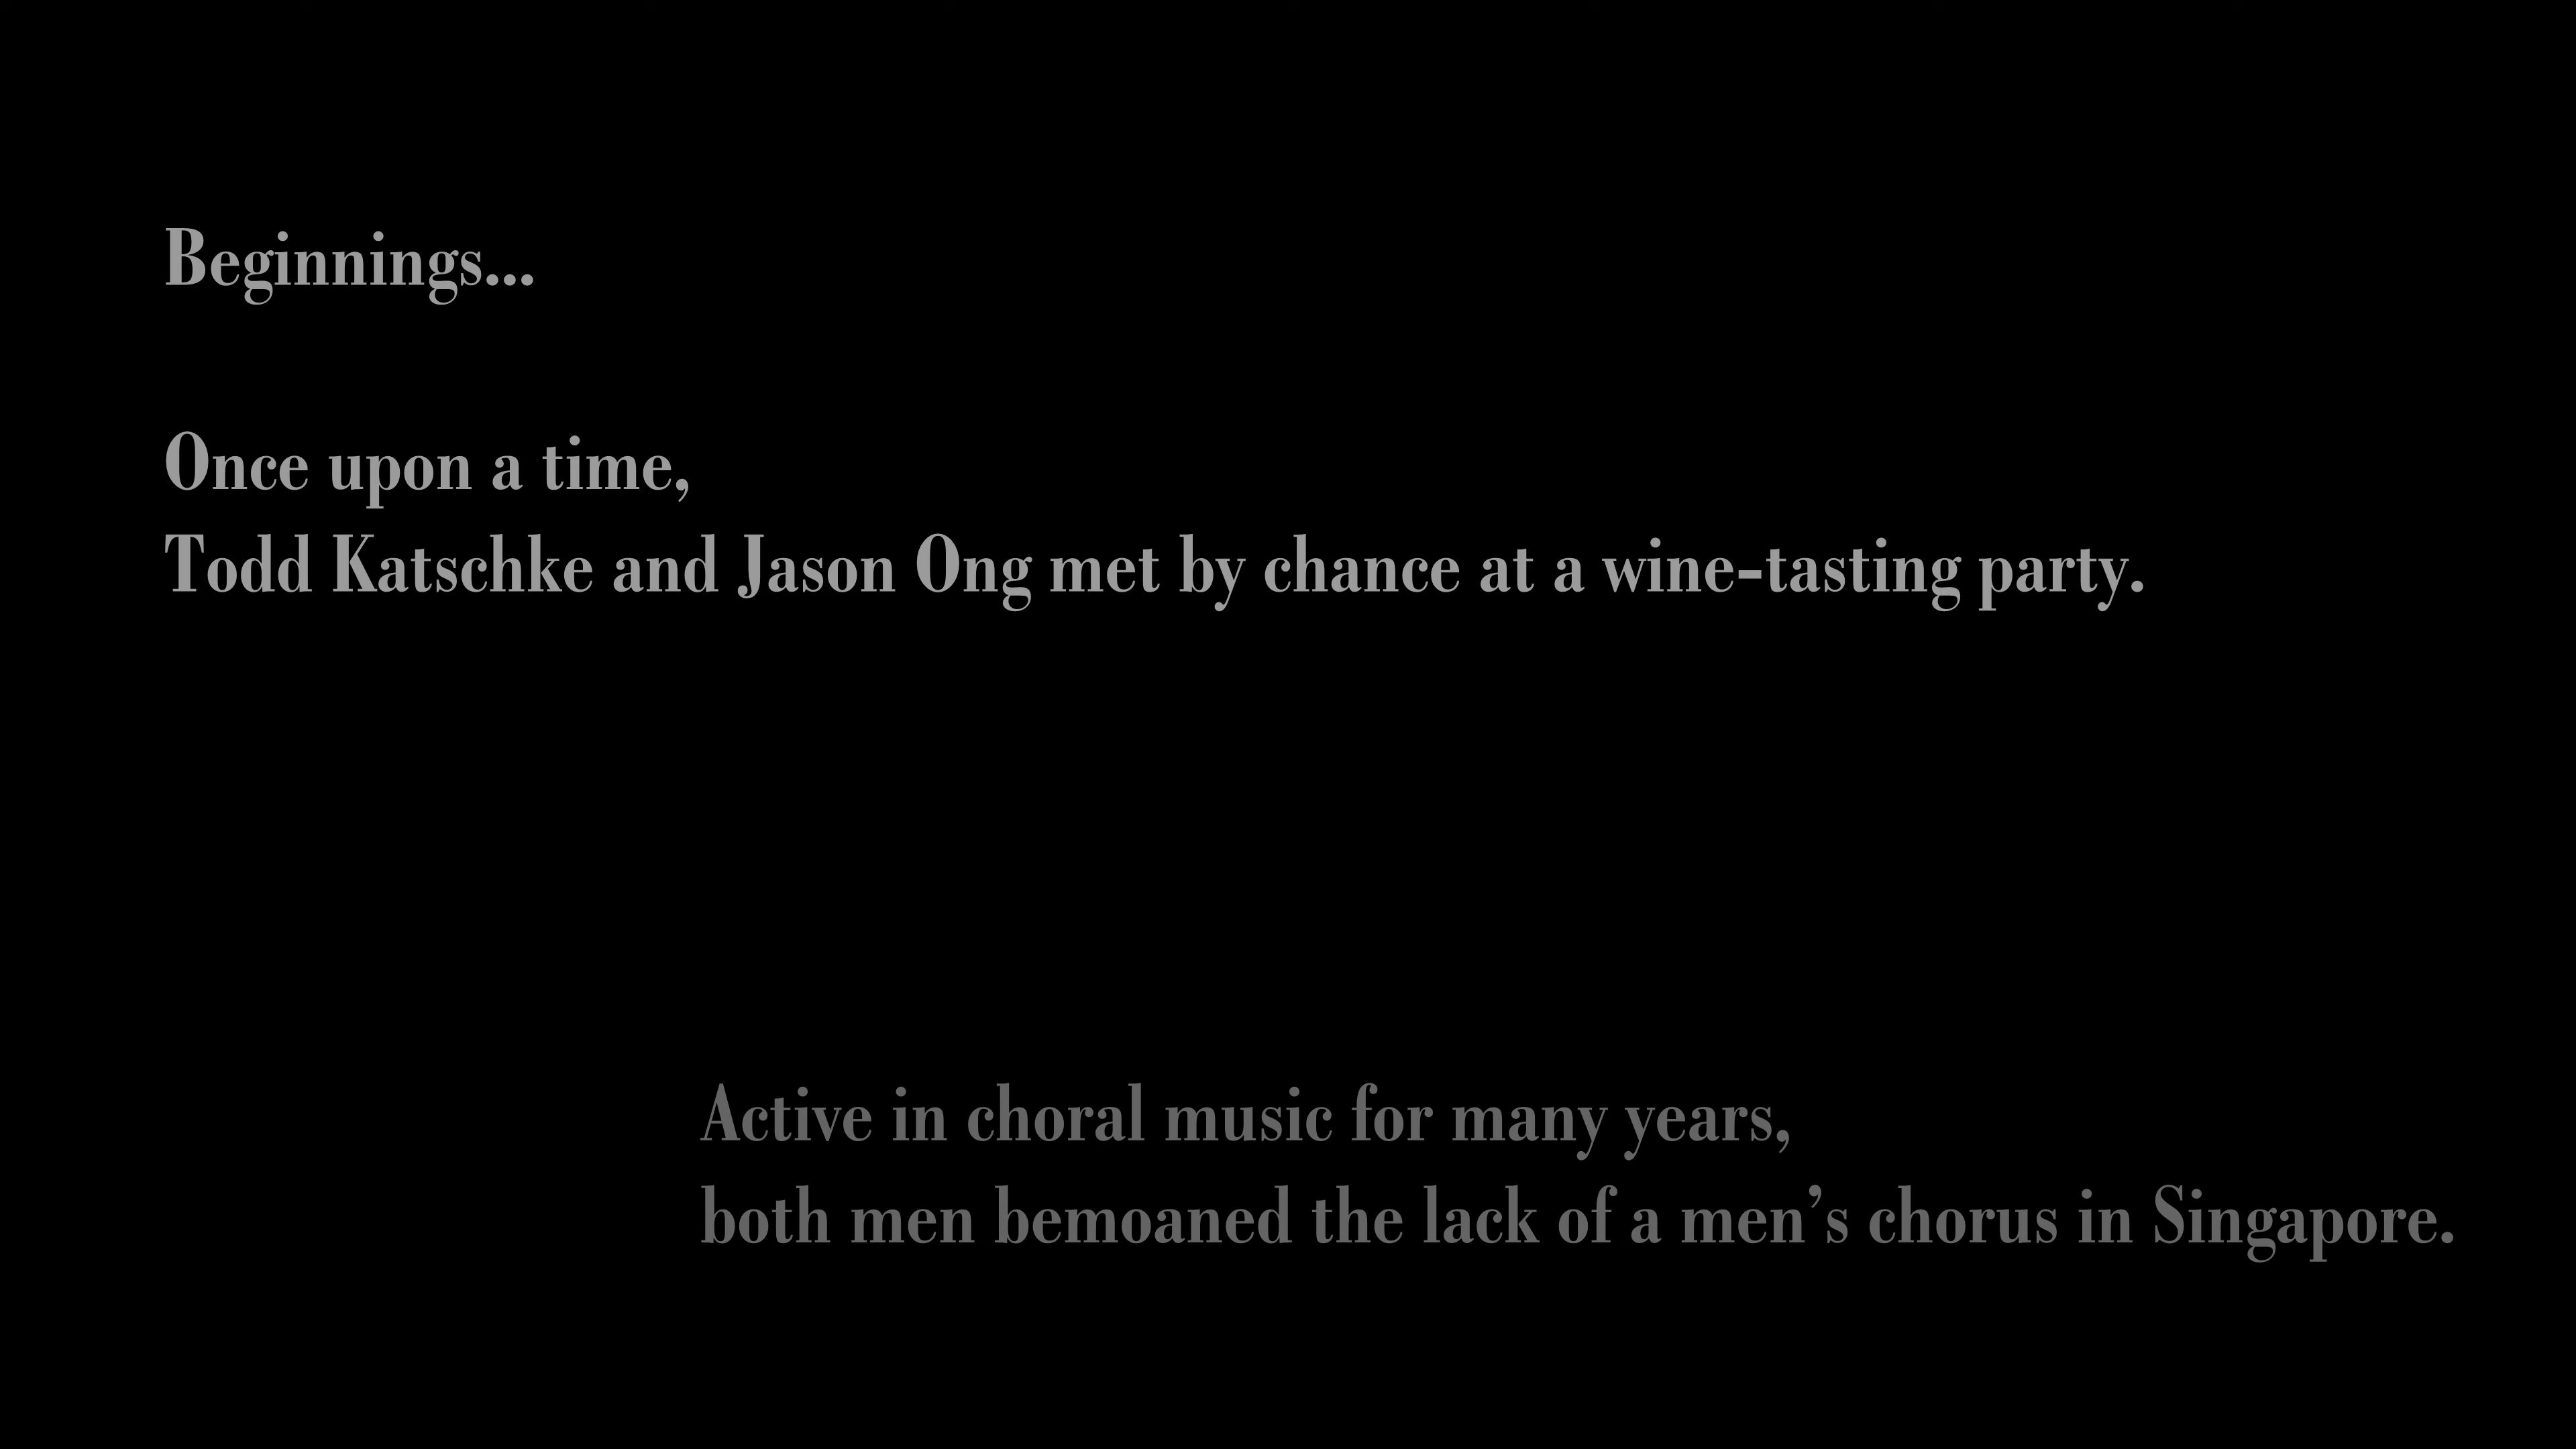 Beginnings...
Once upon a time,
Todd Katschke and Jason Ong met by chance at a wine-tasting party.
Active in choral music for many years,
both men bemoaned the lack of a men’s chorus in Singapore.